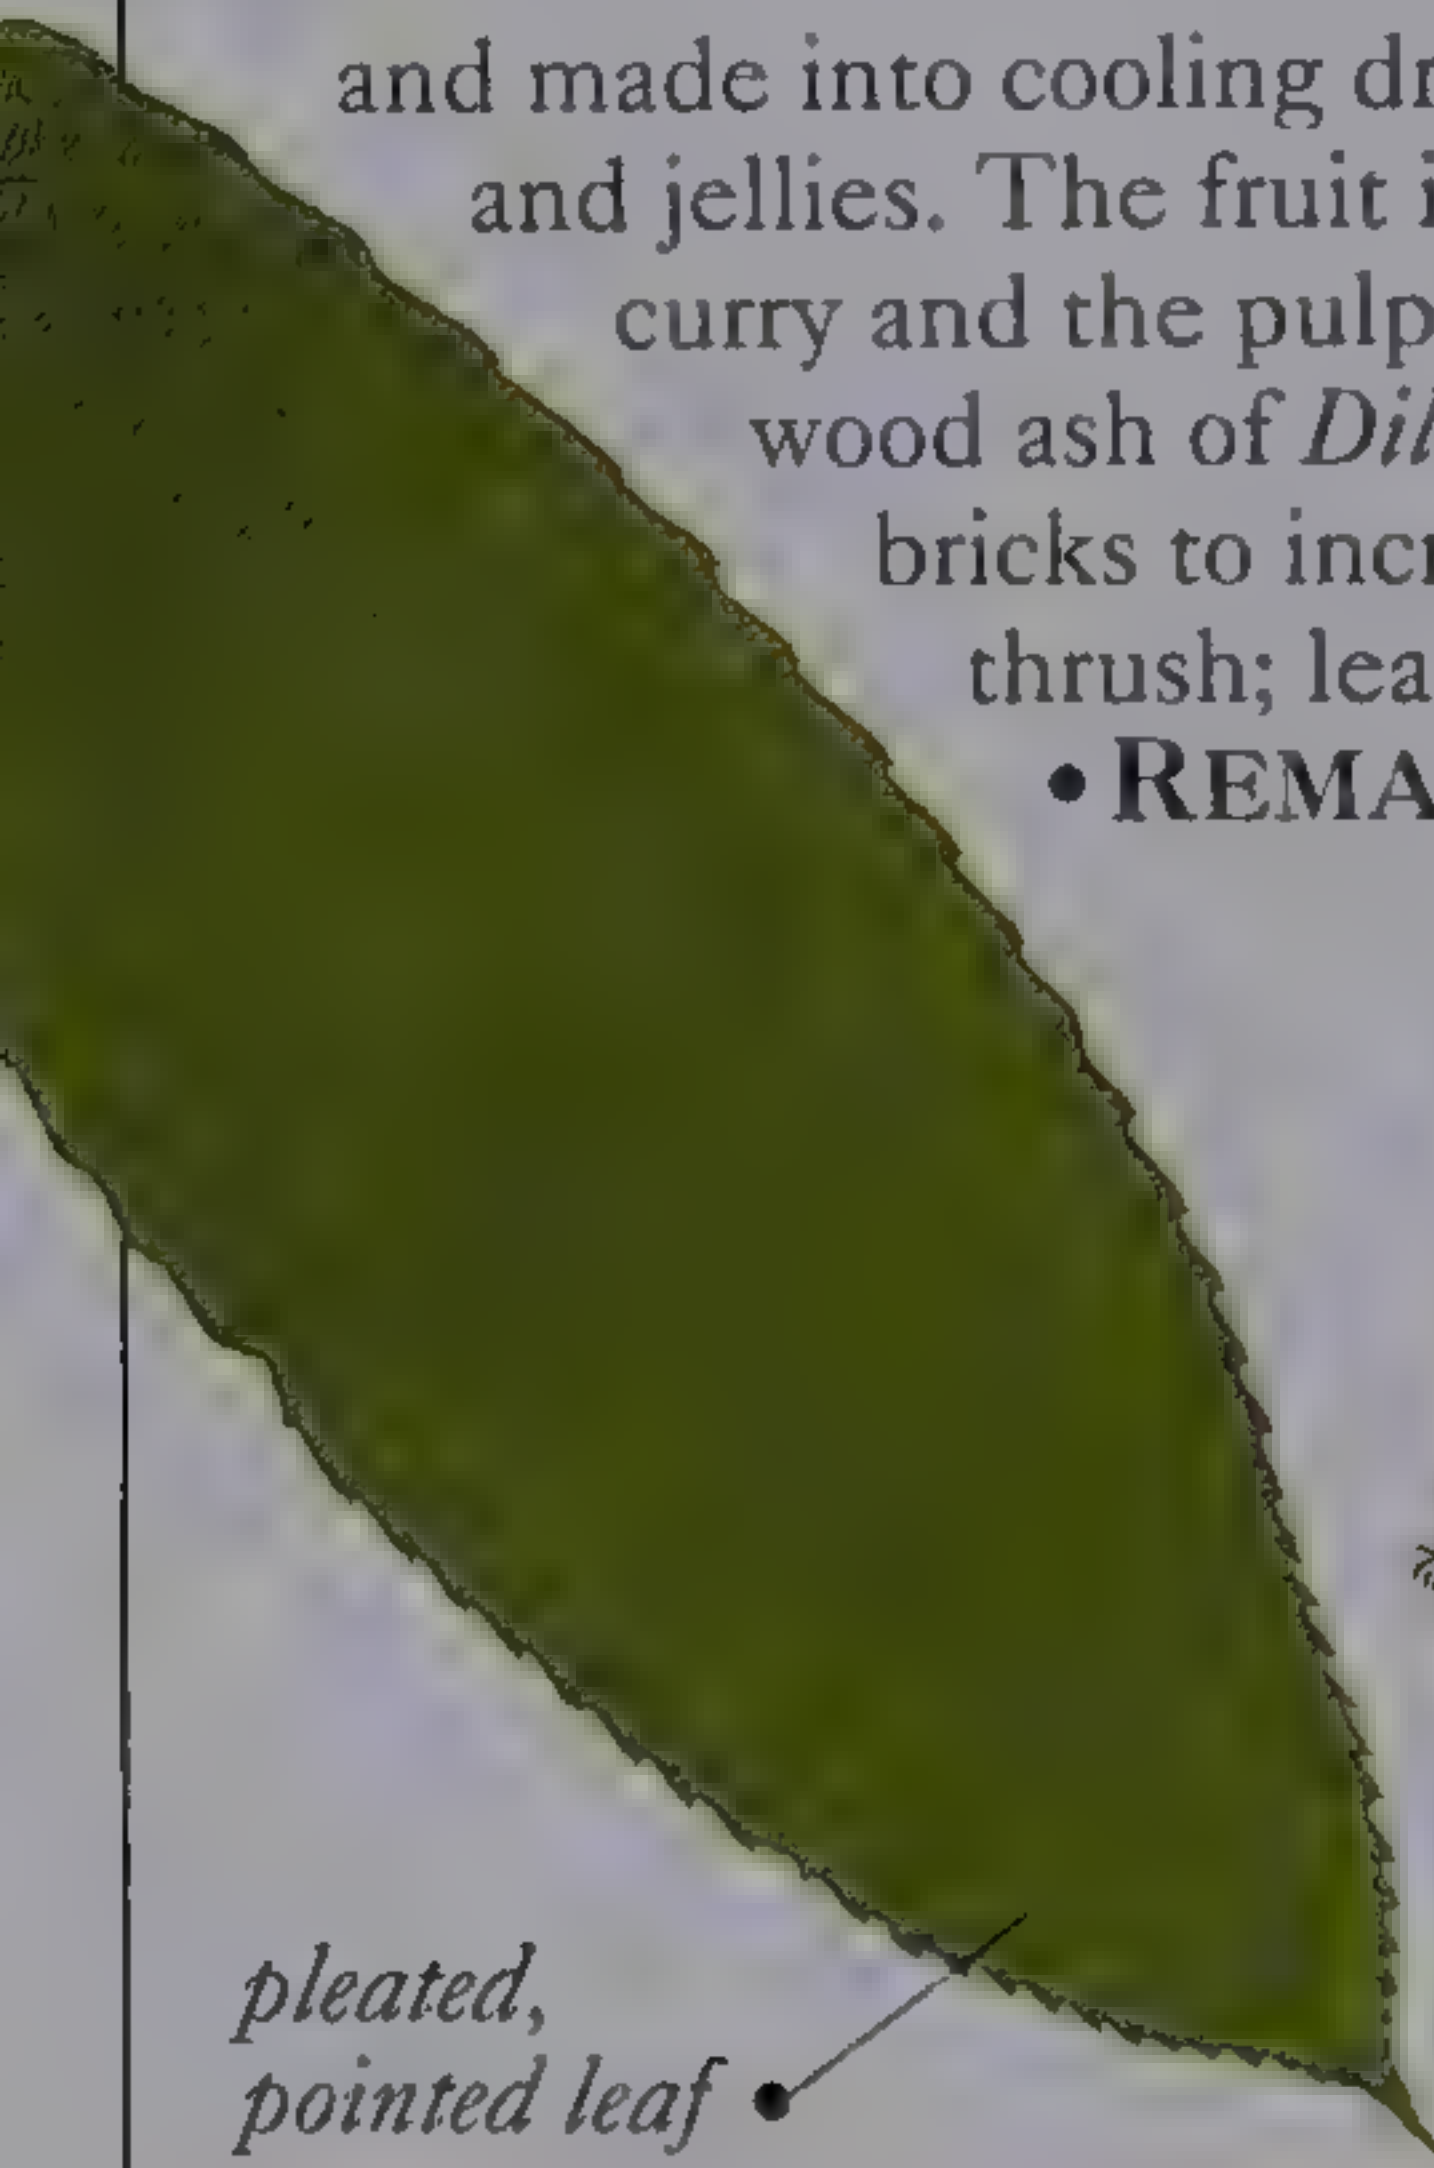 and made into cooling dr
and jellies. The fruit i
curry and the pulp
wood ash of Dil
bricks to incr
thrush; lea
• REMA
pleated,
pointed leaf